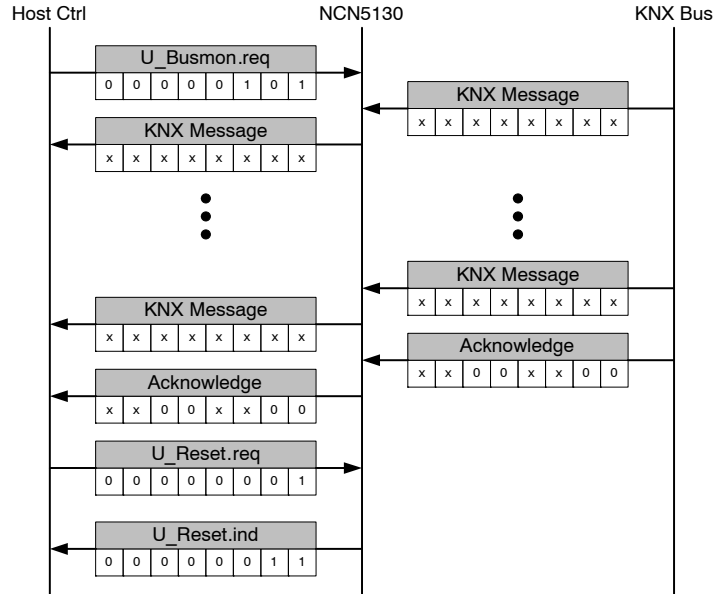 Host Ctrl NCN5130 KNX Bus
U_Busmon.req
0 0 0 0 0 1 0 1
KNX Message
x x x x x x x x
KNX Message
x x x x x x x x
KNX Message
x x x x x x x x
KNX Message
x x x x x x x x
Acknowledge
x x 0 0 x x 0 0
Acknowledge
x x 0 0 x x 0 0
U_Reset.req
0 0 0 0 0 0 0 1
U_Reset.ind
0 0 0 0 0 0 1 1